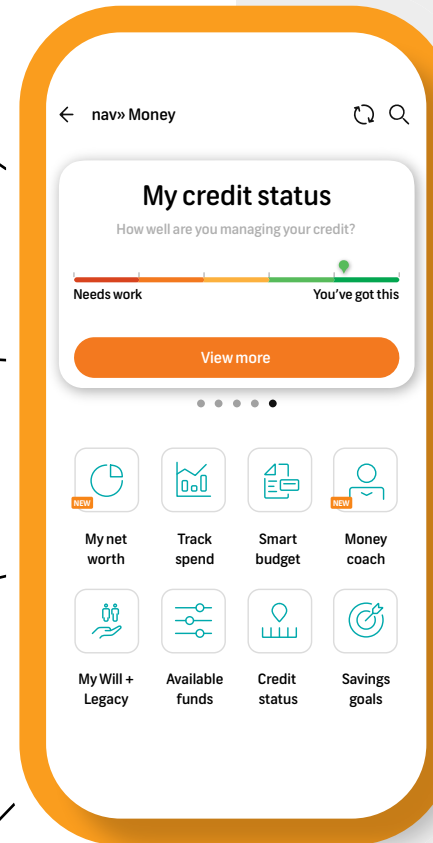 nav» Money
My credit status
How well are you managing your credit?
Needs work
You've got this
View more
NEW
NEW
My net
worth
Track
spend
Smart
budget
Money
coach
My Will +
Legacy
Available
funds
Credit
status
Savings
goals